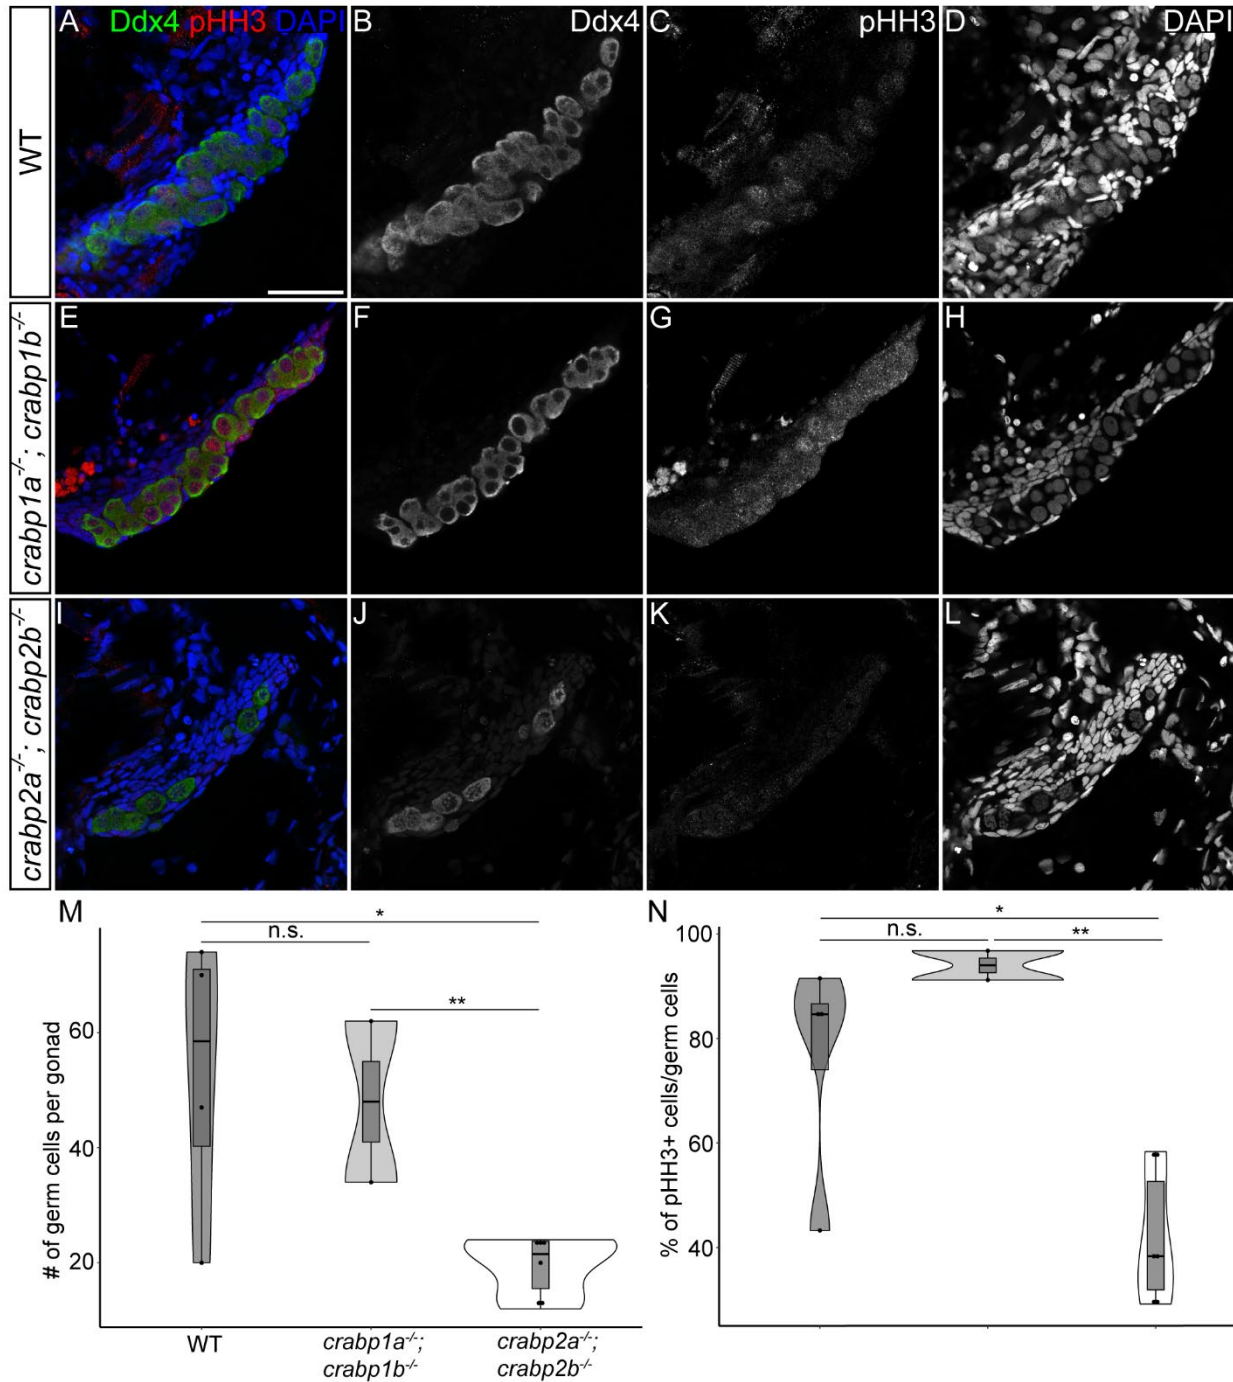 A Ddx4 pHH3 DAPI
B Ddx4
C pHH3
D DAPI
WT
E
F
G
H
crabp1a-/-; crabp1b-/-
I
J
K
L
crabp2a-/-; crabp2b-/-
M
*
n.s.
**
# of germ cells per gonad
60
40
20
WT
crabp1a-/-;
crabp1b-/-
crabp2a-/-;
crabp2b-/-
N
*
n.s.
**
% of pHH3+ cells/germ cells
100
80
60
40